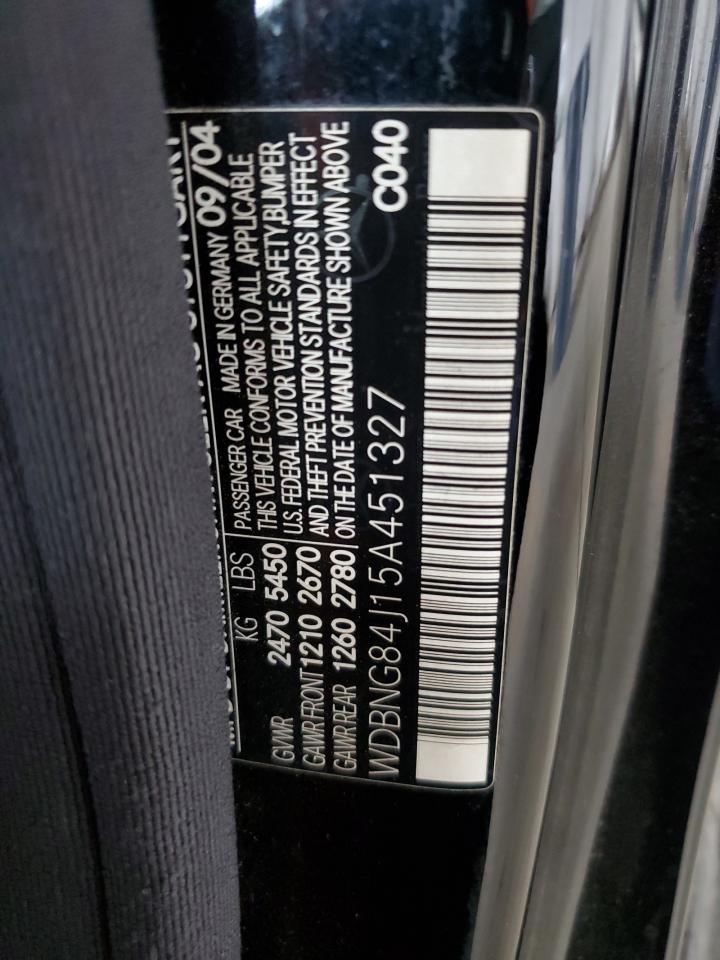 KG LBS
GVWR 2470 5450
GAWR FRONT 1210 2670
GAWR REAR 1260 2780
PASSENGER CAR MADE IN GERMANY 09/04
THIS VEHICLE CONFORMS TO ALL APPLICABLE
U.S. FEDERAL MOTOR VEHICLE SAFETY,BUMPER
AND THEFT PREVENTION STANDARDS IN EFFECT
ON THE DATE OF MANUFACTURE SHOWN ABOVE
WDBNG84J15A451327 C040